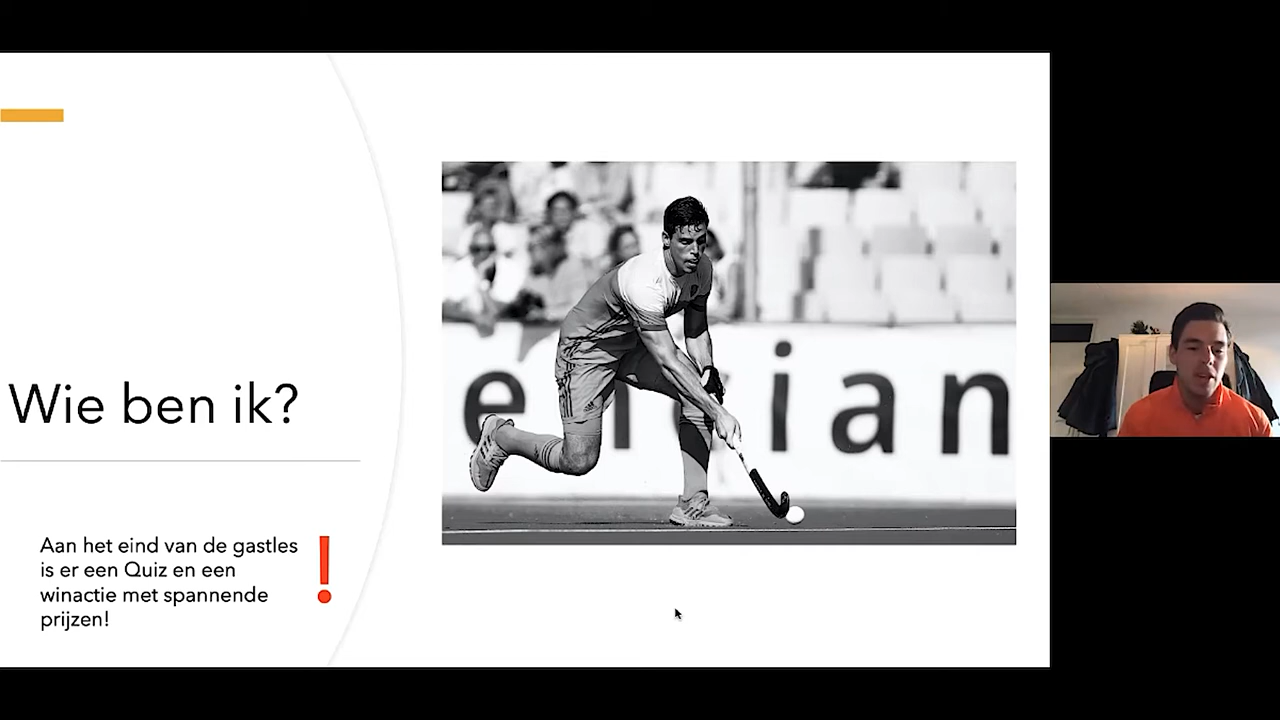 Wie ben ik?
Aan het eind van de gastles
is er een Quiz en een
winactie met spannende
prijzen!
!